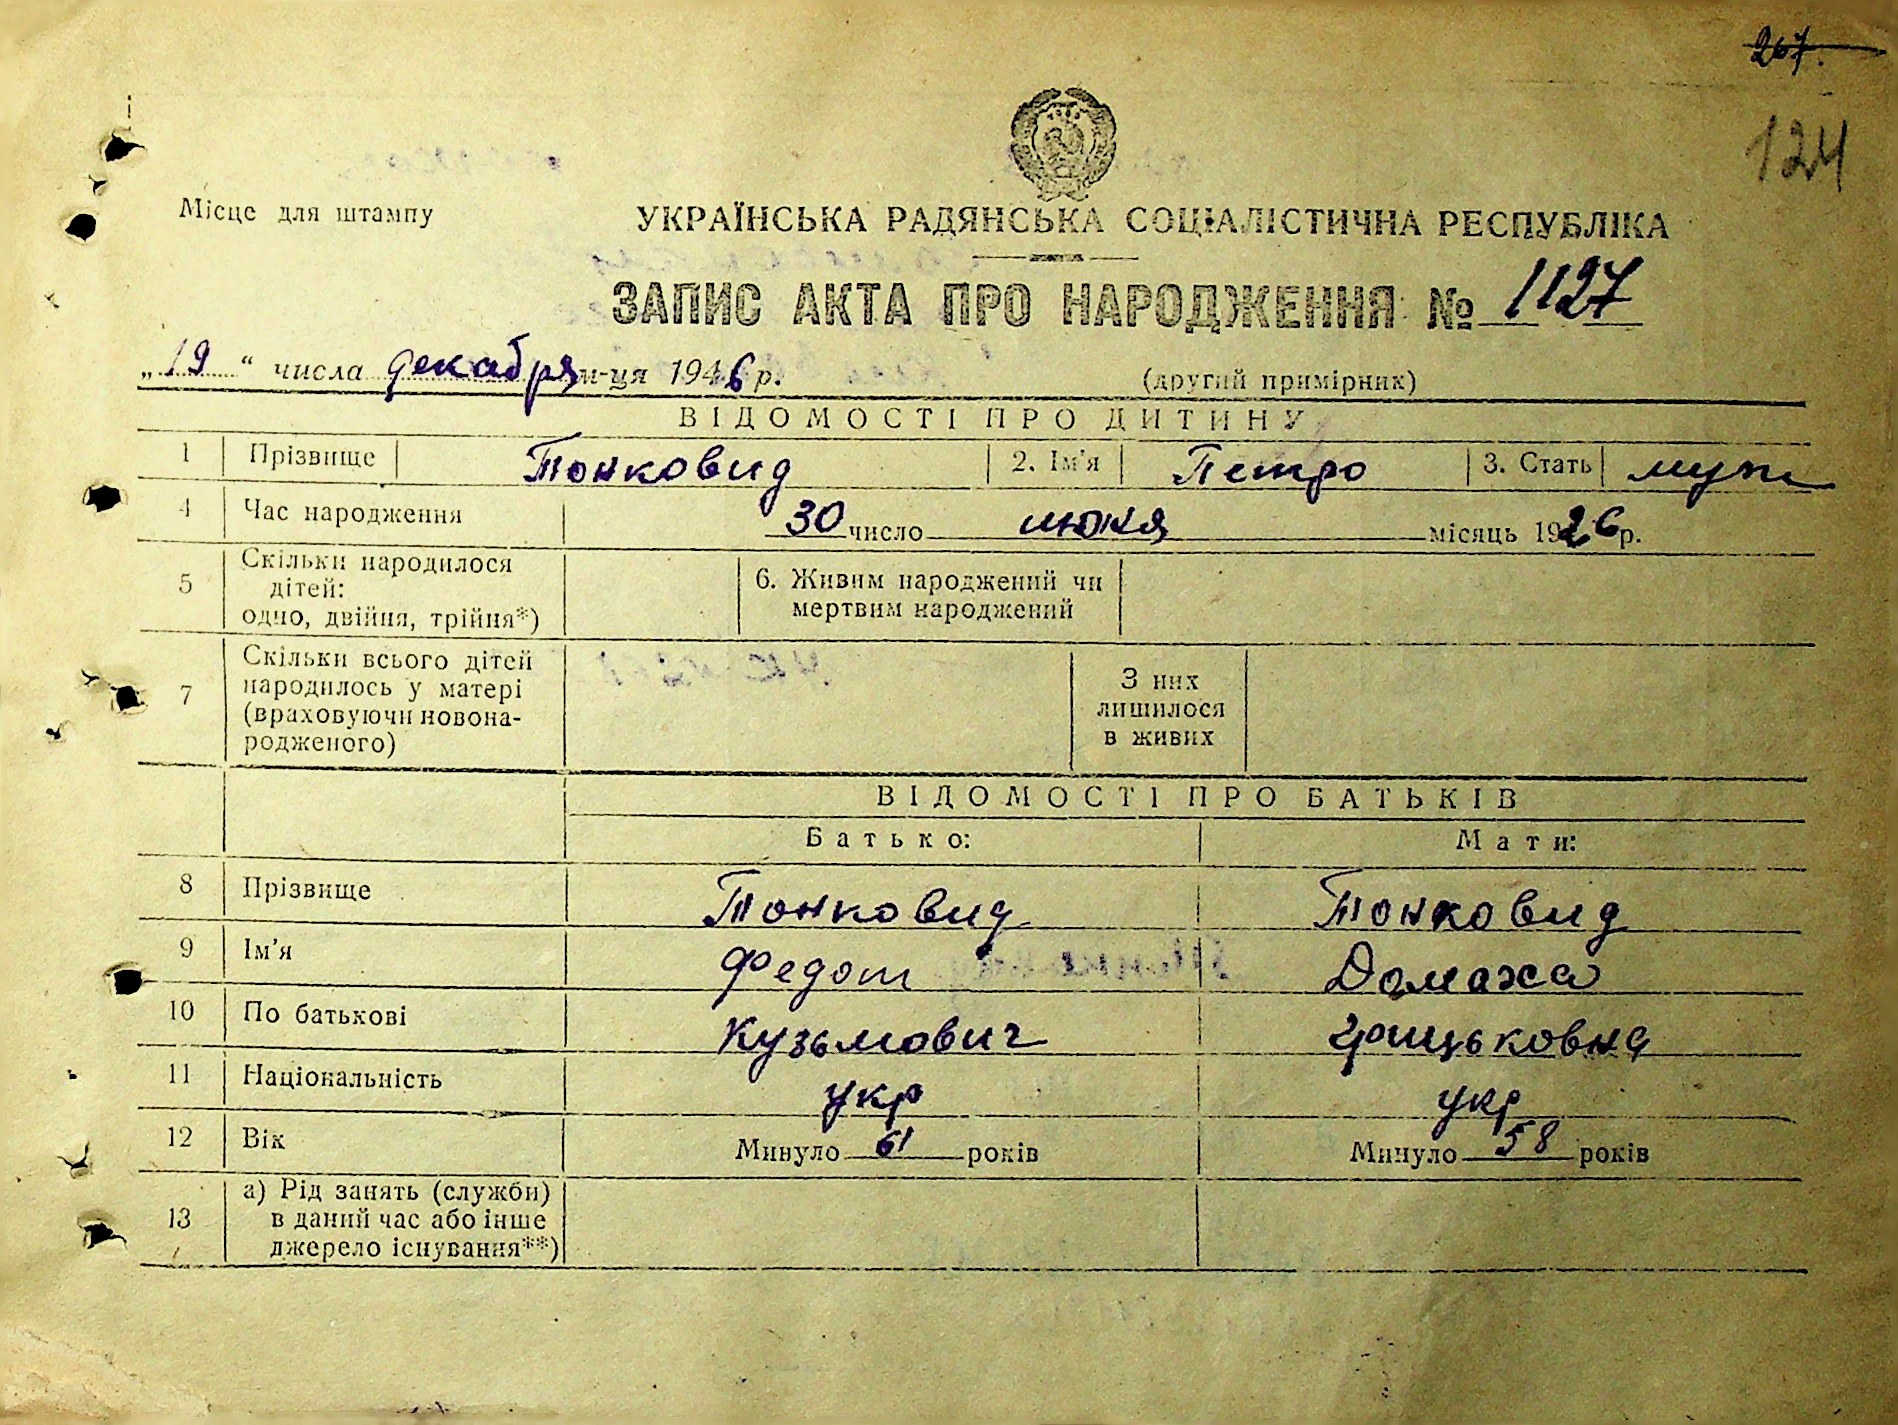 267.
124
Місце для штампу
УКРАЇНСЬКА РАДЯНСЬКА СОЦІАЛІСТИЧНА РЕСПУБЛІКА
ЗАПИС АКТА ПРО НАРОДЖЕННЯ № 1127
„19“ числа декабря м-ця 1946 р.
(другий примірник)
ВІДОМОСТІ ПРО ДИТИНУ
1 Прізвище Тонковид 2. Ім'я Петро 3. Стать муж
4 Час народження 30 число июня місяць 1926 р.
5 Скільки народилося
дітей:
одно, двійня, трійня*)
6. Живим народжений чи
мертвим народжений
7 Скільки всього дітей
народилось у матері
(враховуючи новона-
родженого)
З них
лишилося
в живих
ВІДОМОСТІ ПРО БАТЬКІВ
Батько: Мати:
8 Прізвище Тонковид Тонковид
9 Ім'я Федот Домаха
10 По батькові Кузьмович Грицьковна
11 Національність укр укр
12 Вік Минуло 61 років Минуло 58 років
13 а) Рід занять (служби)
в даний час або інше
джерело існування**)